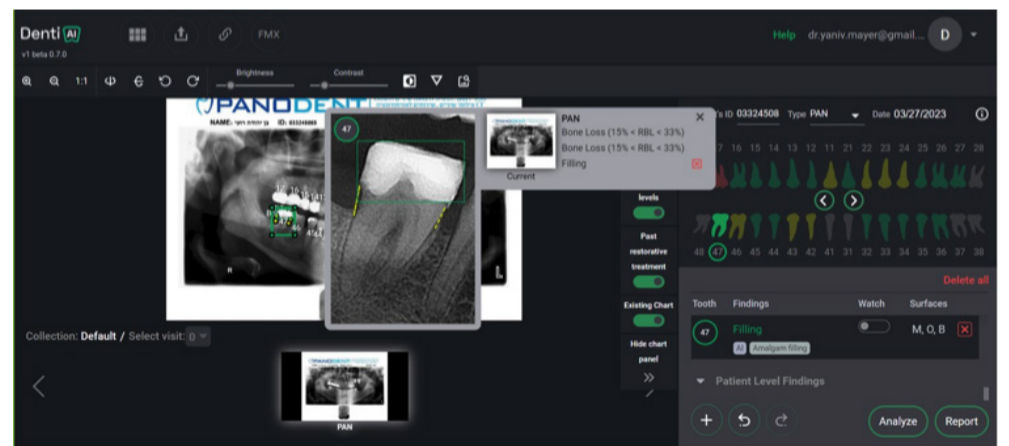 Denti AI
v1 beta 0.7.0
FMX
Help dr.yaniv.mayer@gmail.... D
1:1 Brightness Contrast
PANODENT
NAME: ID: 033245088
47
PAN
Bone Loss (15% < RBL < 33%)
Bone Loss (15% < RBL < 33%)
Filling
Current
's ID 03324508 Type PAN Date 03/27/2023
7 16 15 14 13 12 11 21 22 23 24 25 26 27 28
48 47 46 45 44 43 42 41 31 32 33 34 35 36 37 38
levels
Past
restorative
treatment
Existing Chart
Hide chart
panel
R
L
Delete all
Tooth Findings Watch Surfaces
47 Filling M, O, B
AI Amalgam filling
Patient Level Findings
Analyze Report
Collection: Default / Select visit: 0
PAN